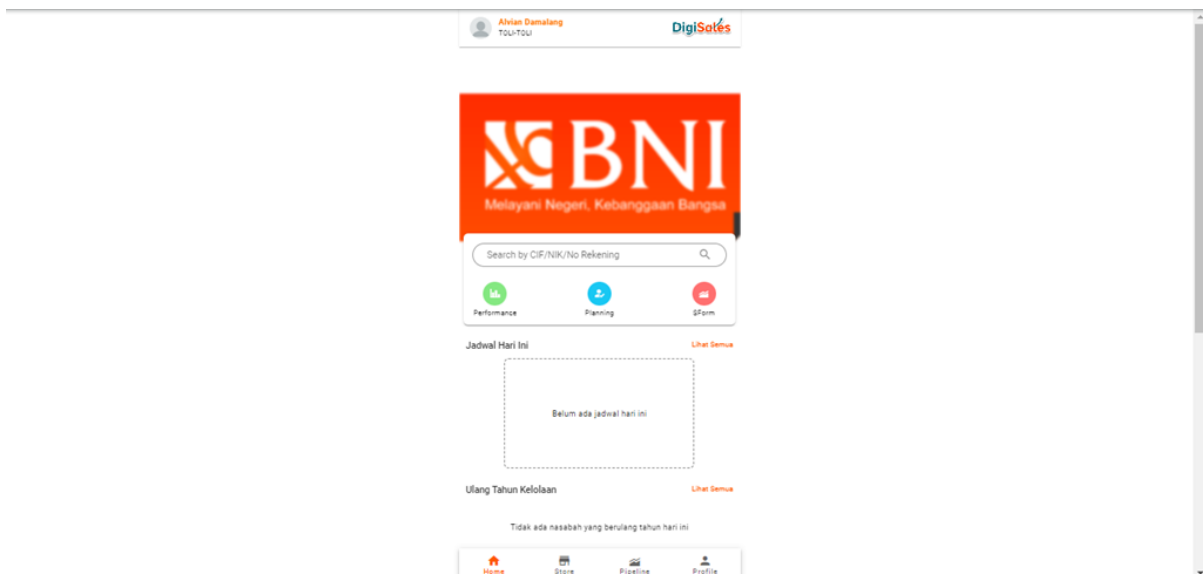 Alvian Damalang
TOLI-TOLI
DigiSales
BNI
Melayani Negeri, Kebanggaan Bangsa
Search by CIF/NIK/No Rekening
Performance Planning
Jadwal Hari Ini Lihat Semua
Belum ada jadwal hari ini
Ulang Tahun Kelolaan Lihat Semua
Tidak ada nasabah yang berulang tahun hari ini
Home Store Pipeline Profile